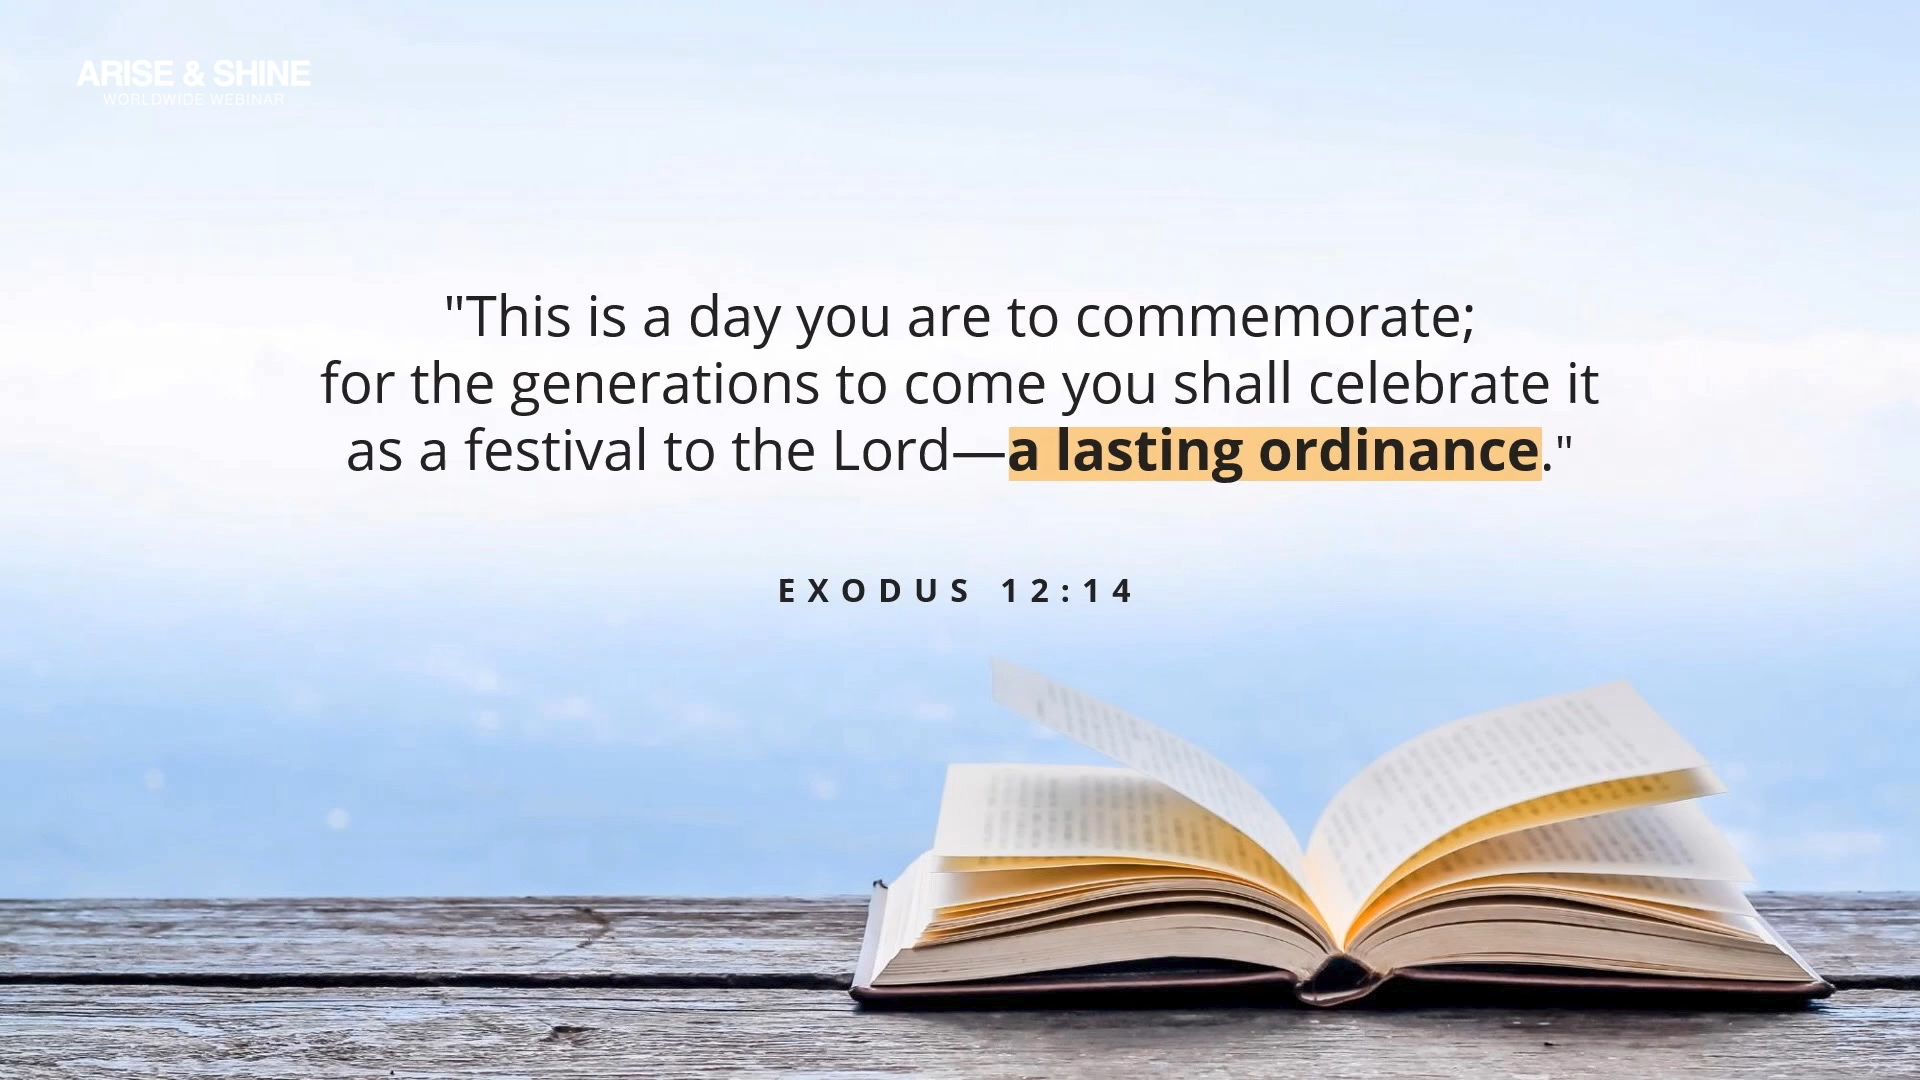 ARISE & SHINE
WORLDWIDE WEBINAR
"This is a day you are to commemorate;
for the generations to come you shall celebrate it
as a festival to the Lord—a lasting ordinance."
EXODUS 12:14